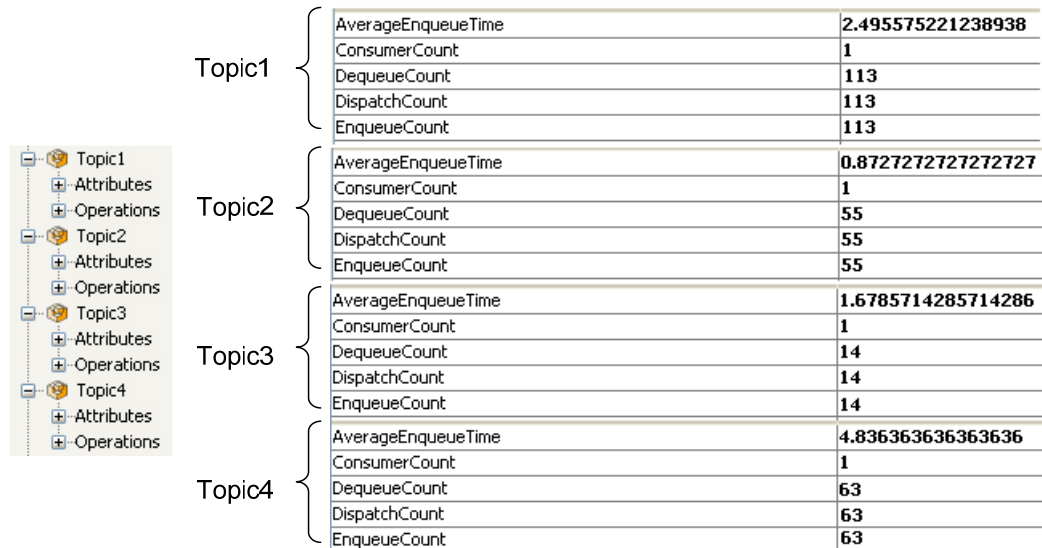 Topic1
Attributes
Operations
Topic2
Attributes
Operations
Topic3
Attributes
Operations
Topic4
Attributes
Operations
Topic1
AverageEnqueueTime 2.495575221238938
ConsumerCount 1
DequeueCount 113
DispatchCount 113
EnqueueCount 113
Topic2
AverageEnqueueTime 0.8727272727272727
ConsumerCount 1
DequeueCount 55
DispatchCount 55
EnqueueCount 55
Topic3
AverageEnqueueTime 1.6785714285714286
ConsumerCount 1
DequeueCount 14
DispatchCount 14
EnqueueCount 14
Topic4
AverageEnqueueTime 4.836363636363636
ConsumerCount 1
DequeueCount 63
DispatchCount 63
EnqueueCount 63